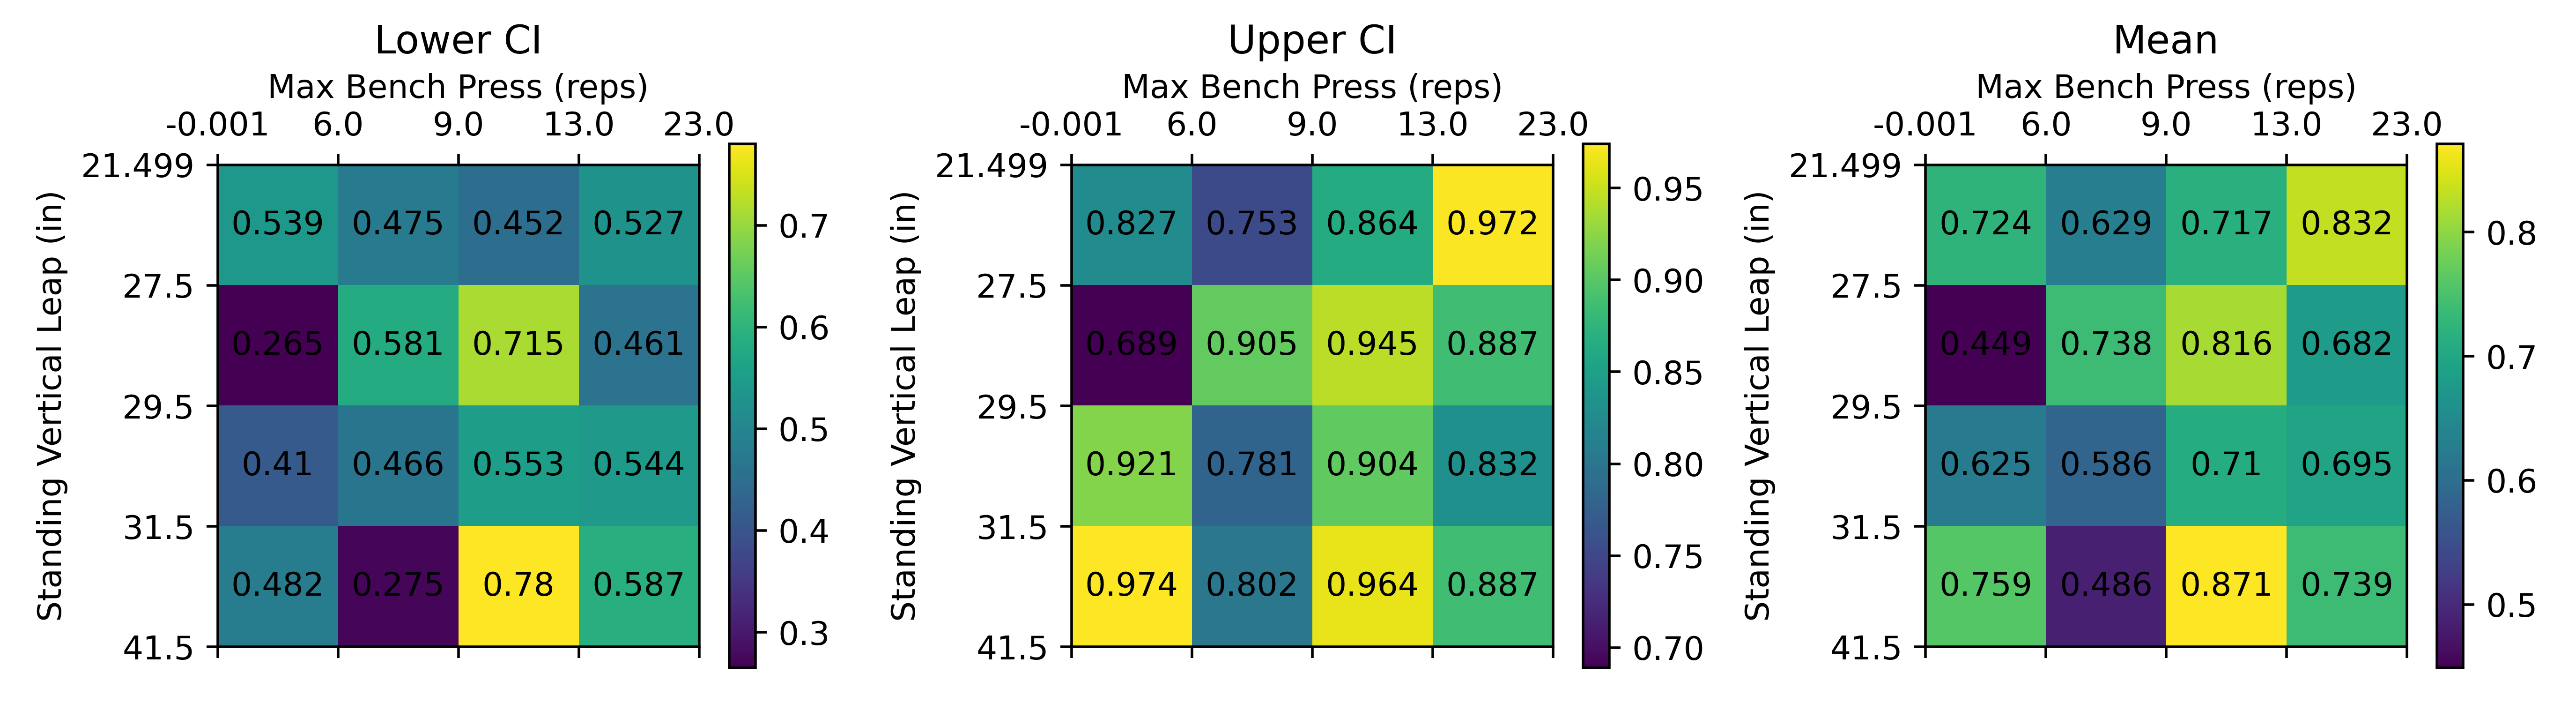 Lower CI
Max Bench Press (reps)
-0.001 6.0 9.0 13.0 23.0
Standing Vertical Leap (in)
21.499
27.5
29.5
31.5
41.5
0.539 0.475 0.452 0.527
0.265 0.581 0.715 0.461
0.41 0.466 0.553 0.544
0.482 0.275 0.78 0.587
0.7
0.6
0.5
0.4
0.3
Upper CI
Max Bench Press (reps)
-0.001 6.0 9.0 13.0 23.0
Standing Vertical Leap (in)
21.499
27.5
29.5
31.5
41.5
0.827 0.753 0.864 0.972
0.689 0.905 0.945 0.887
0.921 0.781 0.904 0.832
0.974 0.802 0.964 0.887
0.95
0.90
0.85
0.80
0.75
0.70
Mean
Max Bench Press (reps)
-0.001 6.0 9.0 13.0 23.0
Standing Vertical Leap (in)
21.499
27.5
29.5
31.5
41.5
0.724 0.629 0.717 0.832
0.449 0.738 0.816 0.682
0.625 0.586 0.71 0.695
0.759 0.486 0.871 0.739
0.8
0.7
0.6
0.5